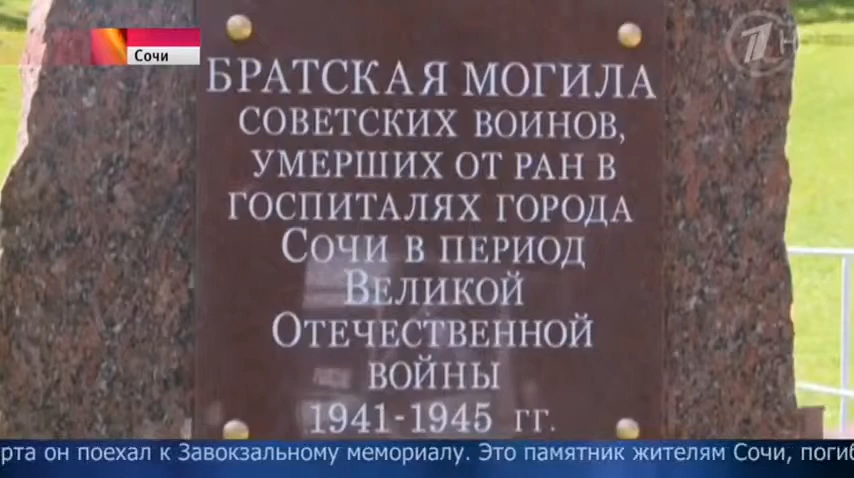 Сочи
БРАТСКАЯ МОГИЛА
СОВЕТСКИХ ВОИНОВ,
УМЕРШИХ ОТ РАН В
ГОСПИТАЛЯХ ГОРОДА
СОЧИ В ПЕРИОД
ВЕЛИКОЙ
ОТЕЧЕСТВЕННОЙ
ВОЙНЫ
1941-1945 ГГ.
он поехал к Завокзальному мемориалу. Это памятник жителям Сочи,